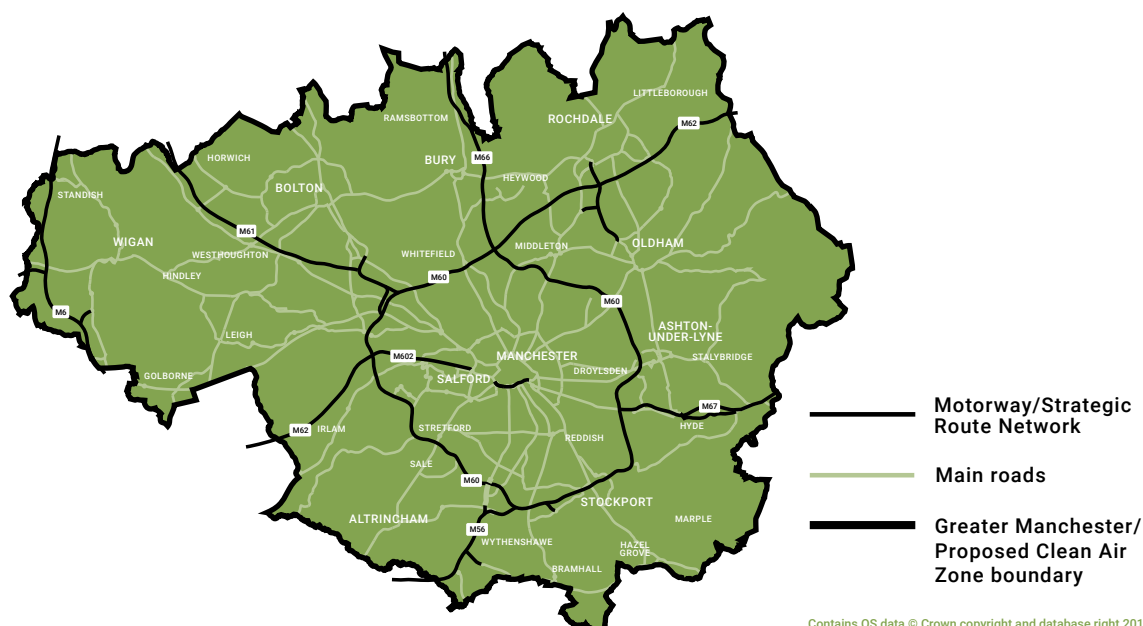 LITTLEBOROUGH
RAMSBOTTOM
ROCHDALE
M62
HORWICH
BURY
M66
HEYWOOD
BOLTON
STANDISH
M61
WIGAN
WESTHOUGHTON
WHITEFIELD
MIDDLETON
OLDHAM
HINDLEY
M60
M60
M6
LEIGH
ASHTON-
UNDER-LYNE
M602
MANCHESTER
STALYBRIDGE
GOLBORNE
SALFORD
DROYLSDEN
M67
M62
IRLAM
STRETFORD
HYDE
REDDISH
SALE
M60
STOCKPORT
ALTRINCHAM
M56
MARPLE
WYTHENSHAWE
HAZEL
GROVE
BRAMHALL
Motorway/Strategic
Route Network
Main roads
Greater Manchester/
Proposed Clean Air
Zone boundary
Contains OS data © Crown copyright and database right 201